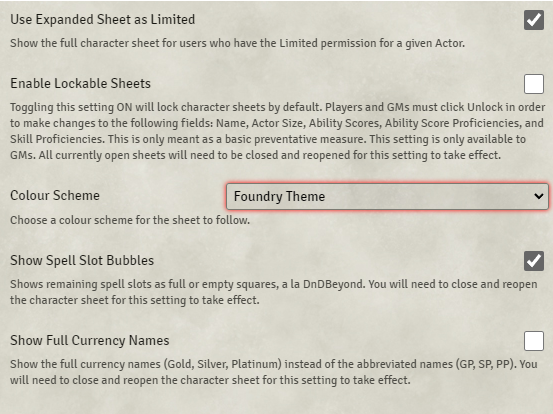 Use Expanded Sheet as Limited
Show the full character sheet for users who have the Limited permission for a given Actor.
Enable Lockable Sheets
Toggling this setting ON will lock character sheets by default. Players and GMs must click Unlock in order
to make changes to the following fields: Name, Actor Size, Ability Scores, Ability Score Proficiencies, and
Skill Proficiencies. This is only meant as a basic preventative measure. This setting is only available to
GMs. All currently open sheets will need to be closed and reopened for this setting to take effect.
Colour Scheme
Foundry Theme
Choose a colour scheme for the sheet to follow.
Show Spell Slot Bubbles
Shows remaining spell slots as full or empty squares, a la DnDBeyond. You will need to close and reopen
the character sheet for this setting to take effect.
Show Full Currency Names
Show the full currency names (Gold, Silver, Platinum) instead of the abbreviated names (GP, SP, PP). You
will need to close and reopen the character sheet for this setting to take effect.